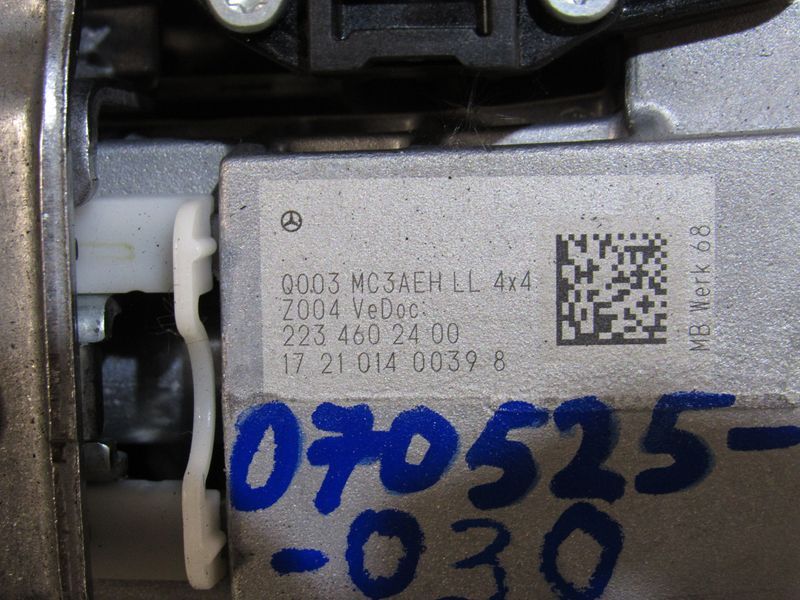 Q003 MC3AEH LL 4x4
Z004 VeDoc
223 460 24 00
17 21 014 0039 8
MB Werk 68
070525-
-030